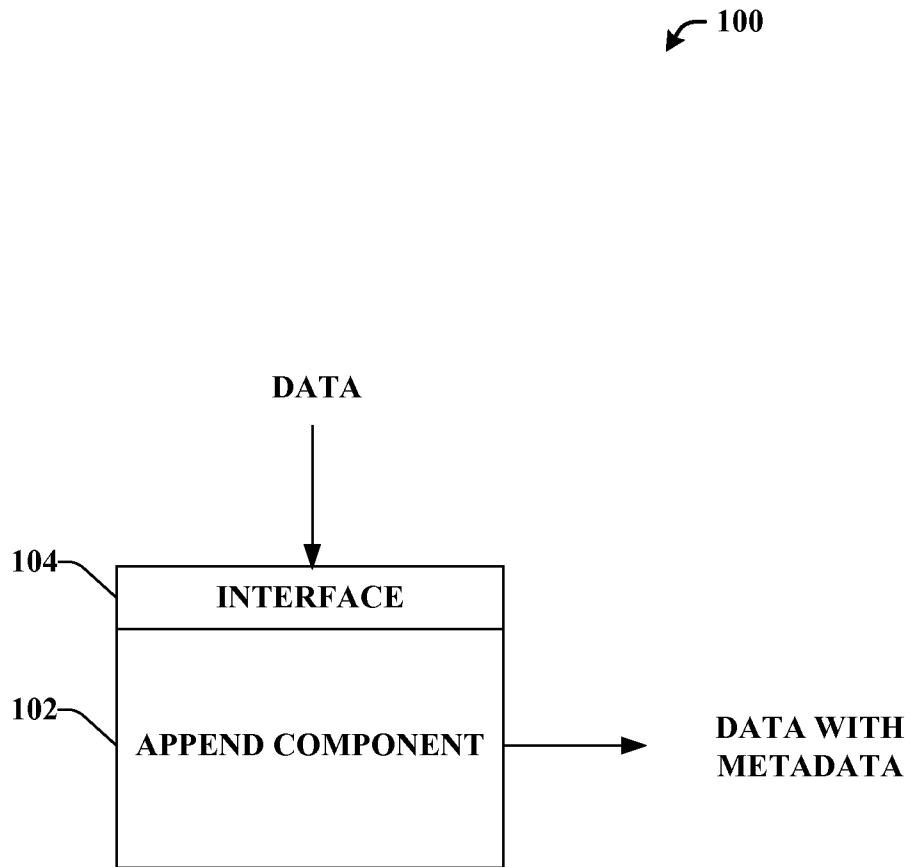 100
DATA
104
INTERFACE
102
APPEND COMPONENT
DATA WITH
METADATA